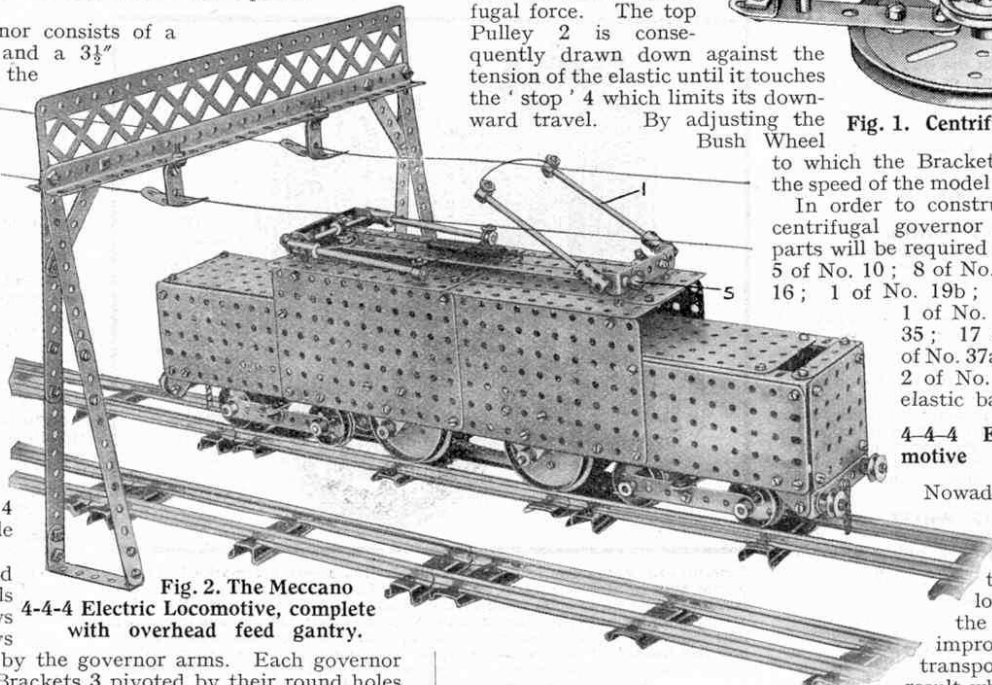 nor consists of a
and a 3½″
the
4
le
d
ls
ys
ys
Fig. 2. The Meccano
4-4-4 Electric Locomotive, complete
with overhead feed gantry.
by the governor arms. Each governor
Brackets 3 pivoted by their round holes
fugal force. The top
Pulley 2 is conse-
quently drawn down against the
tension of the elastic until it touches
the ‘ stop ’ 4 which limits its down-
ward travel. By adjusting the
Bush Wheel
1
5
Fig. 1. Centrif
to which the Bracket
the speed of the model
In order to constru
centrifugal governor
parts will be required
5 of No. 10 ; 8 of No.
16 ; 1 of No. 19b ;
1 of No.
35 ; 17
of No. 37a
2 of No.
elastic ba
4–4–4 E
motive
Nowad
t
lo
the
impro
transpo